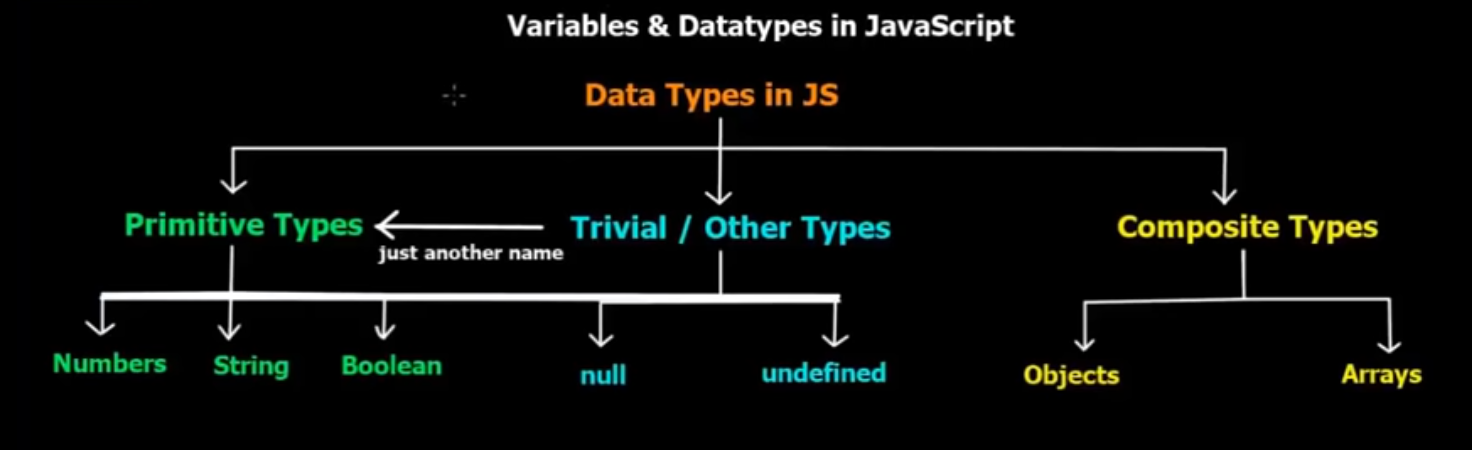 Variables & Datatypes in JavaScript
Data Types in JS
Primitive Types
just another name
Trivial / Other Types
Composite Types
Numbers
String
Boolean
null
undefined
Objects
Arrays